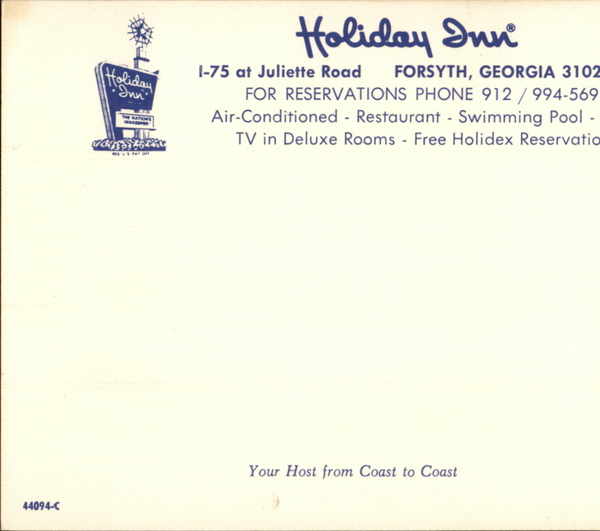 Holiday Inn®
I-75 at Juliette Road FORSYTH, GEORGIA 3102
FOR RESERVATIONS PHONE 912 / 994-569
Air-Conditioned - Restaurant - Swimming Pool -
TV in Deluxe Rooms - Free Holidex Reservatio
Holiday
Inn
THE NATION'S
INNKEEPER
REG. U.S. PAT. OFF.
Your Host from Coast to Coast
44094-C